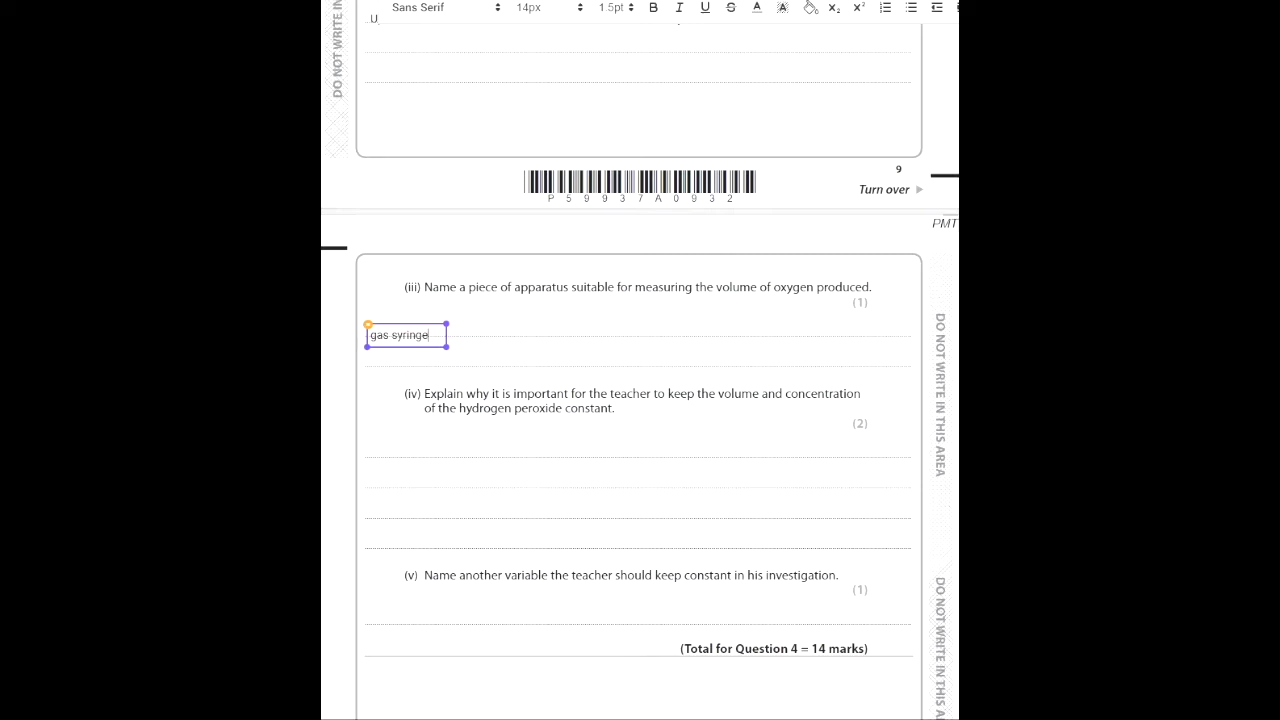 Sans Serif 14px 1.5pt B I U S A A X₂ X²
U
DO NOT WRITE IN
9
P 5 9 9 3 7 A 0 9 3 2
Turn over
PMT
(iii) Name a piece of apparatus suitable for measuring the volume of oxygen produced.
(1)
gas syringe
(iv) Explain why it is important for the teacher to keep the volume and concentration
of the hydrogen peroxide constant.
(2)
DO NOT WRITE IN THIS AREA
(v) Name another variable the teacher should keep constant in his investigation.
(1)
(Total for Question 4 = 14 marks)
DO NOT WRITE IN THIS A